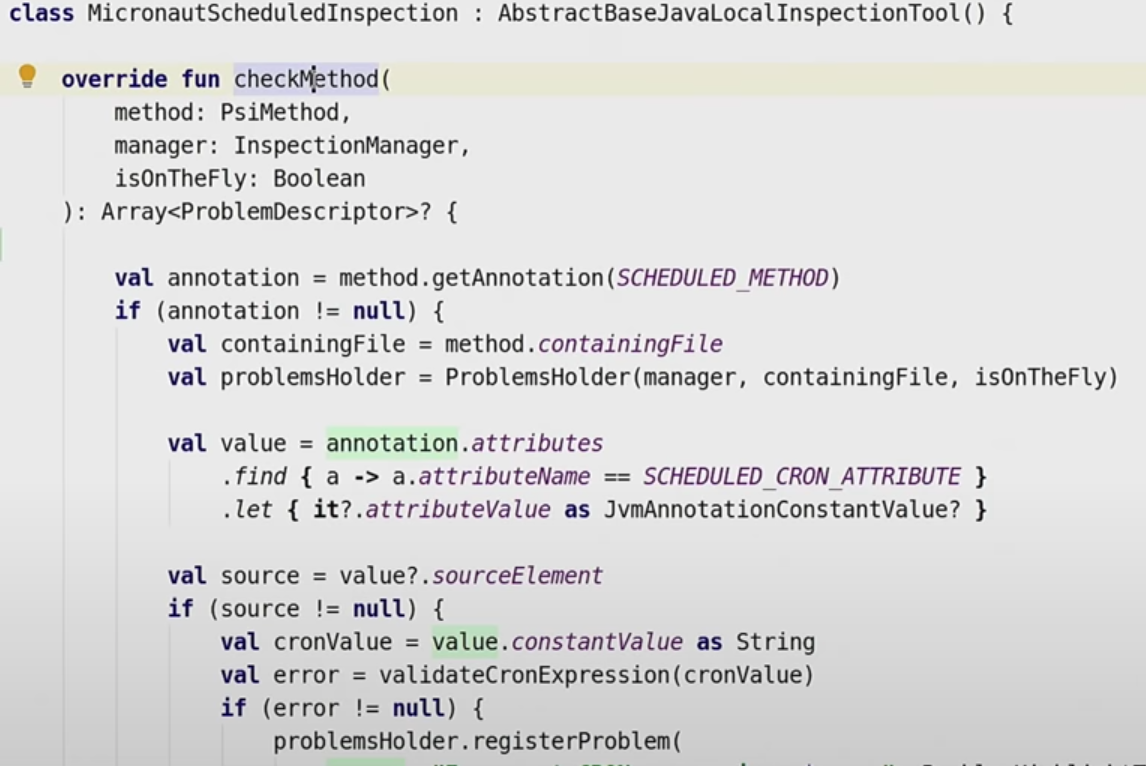 class MicronautScheduledInspection : AbstractBaseJavaLocalInspectionTool() {
override fun checkMethod(
method: PsiMethod,
manager: InspectionManager,
isOnTheFly: Boolean
): Array<ProblemDescriptor>? {
val annotation = method.getAnnotation(SCHEDULED_METHOD)
if (annotation != null) {
val containingFile = method.containingFile
val problemsHolder = ProblemsHolder(manager, containingFile, isOnTheFly)
val value = annotation.attributes
.find { a -> a.attributeName == SCHEDULED_CRON_ATTRIBUTE }
.let { it?.attributeValue as JvmAnnotationConstantValue? }
val source = value?.sourceElement
if (source != null) {
val cronValue = value.constantValue as String
val error = validateCronExpression(cronValue)
if (error != null) {
problemsHolder.registerProblem(